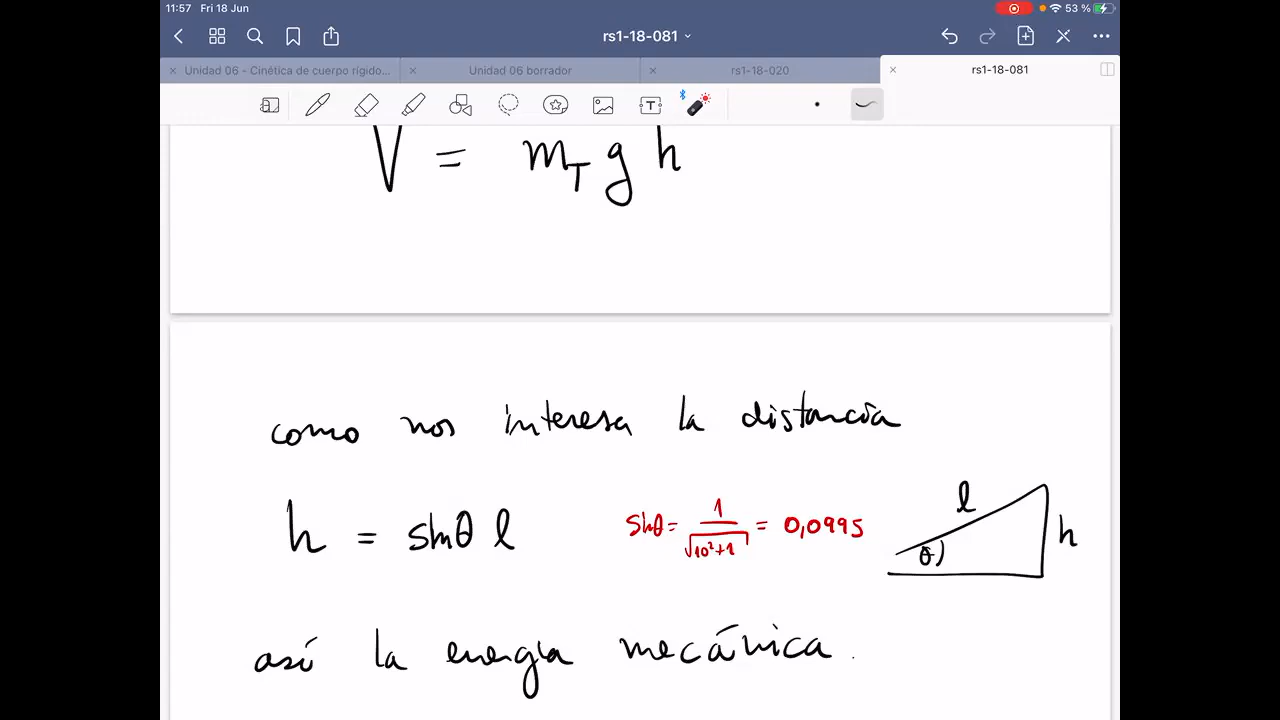 11:57 Fri 18 Jun 53 %
rs1-18-081
Unidad 06 - Cinética de cuerpo rígido... Unidad 06 borrador rs1-18-020 rs1-18-081
V = m_T g h
como nos interesa la distancia
h = senθ l senθ = 1/√(10²+1) = 0,0995
l
θ h
así la energía mecánica.